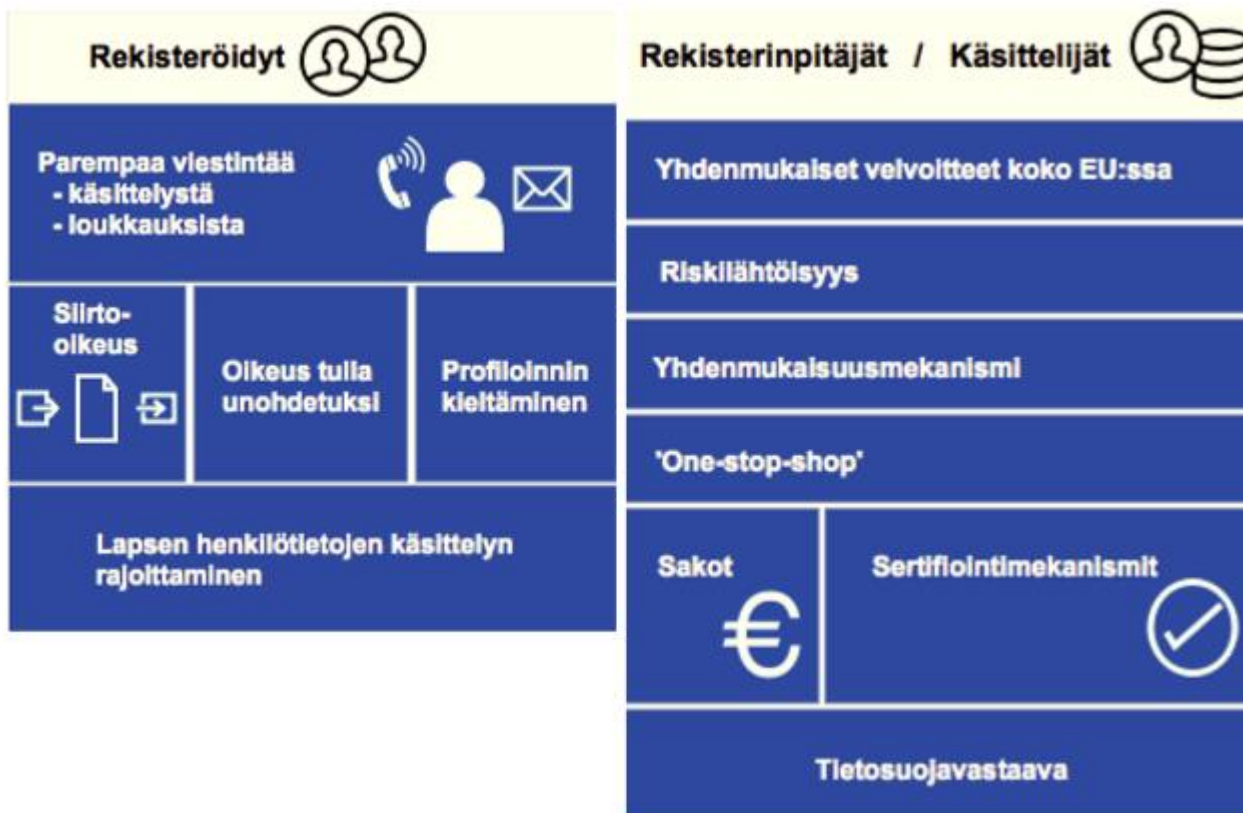 Rekisteröidyt
Parempaa viestintää
- käsittelystä
- loukkauksista
Siirto-
oikeus
Oikeus tulla
unohdetuksi
Profiloinnin
kieltäminen
Lapsen henkilötietojen käsittelyn
rajoittaminen
Rekisterinpitäjät / Käsittelijät
Yhdenmukaiset velvoitteet koko EU:ssa
Riskilähtöisyys
Yhdenmukaisuusmekanismi
'One-stop-shop'
Sakot
€
Sertifiointimekanismit
Tietosuojavastaava